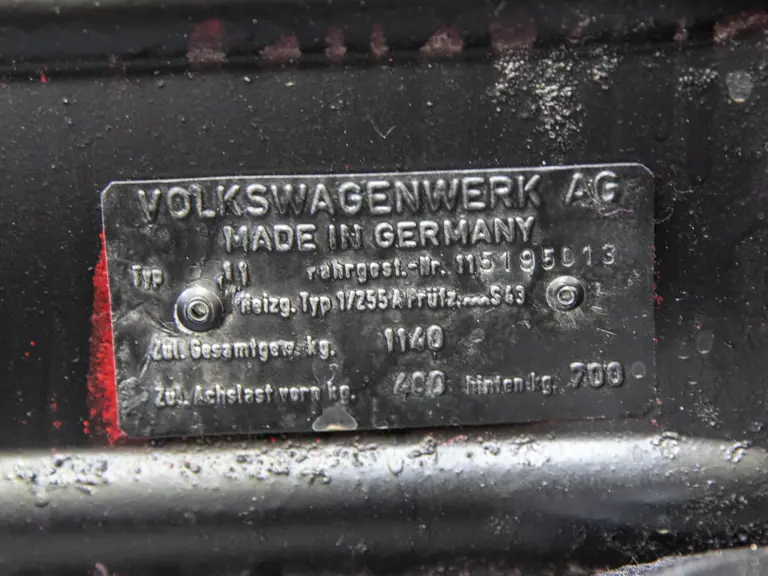 VOLKSWAGENWERK AG
MADE IN GERMANY
Typ 11 Fahrgest.-Nr. 115195013
Heizg. Typ 1/255A Prüfz. S43
Zul. Gesamtgew. kg. 1140
Zul. Achslast vorn kg. 400 hinten kg. 700